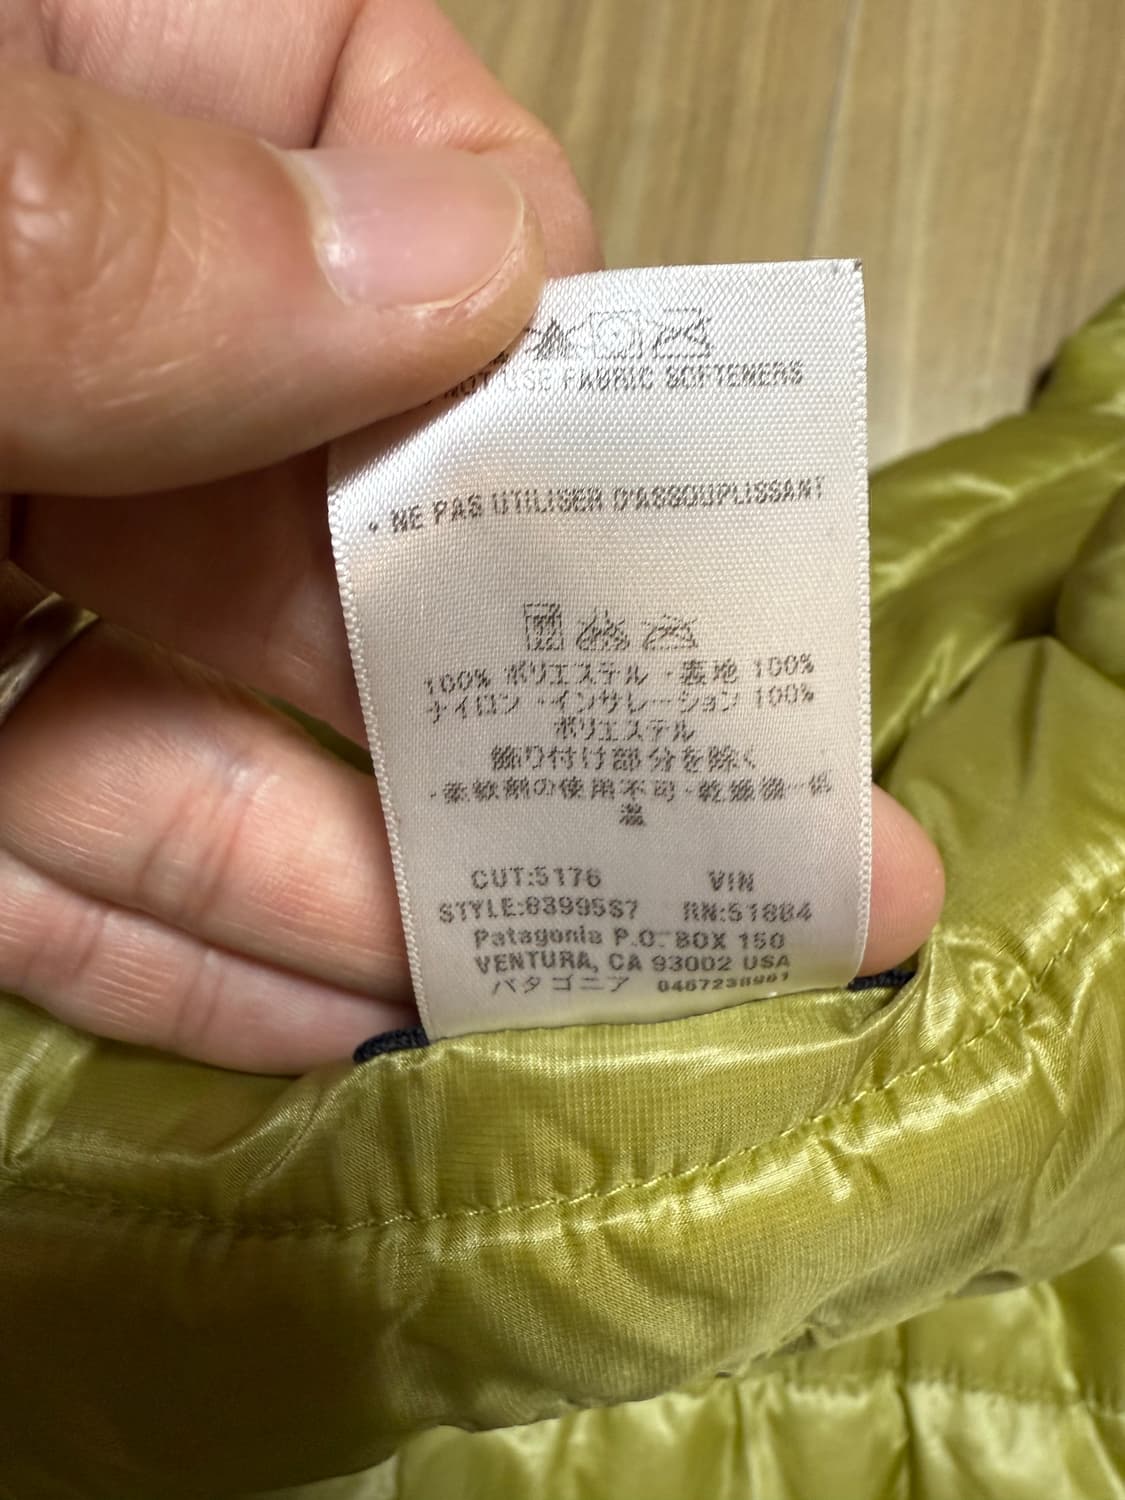 NOT USE FABRIC SOFTENERS
• NE PAS UTILISER D'ASSOUPLISSANT
100% ポリエステル ・裏地 100%
ナイロン ・インサレーション 100%
ポリエステル
飾り付け部分を除く
・柔軟剤の使用不可・乾燥機ー低
温
CUT:5176 VIN
STYLE:83995S7 RN:51884
Patagonia P.O. BOX 150
VENTURA, CA 93002 USA
パタゴニア 0467238961